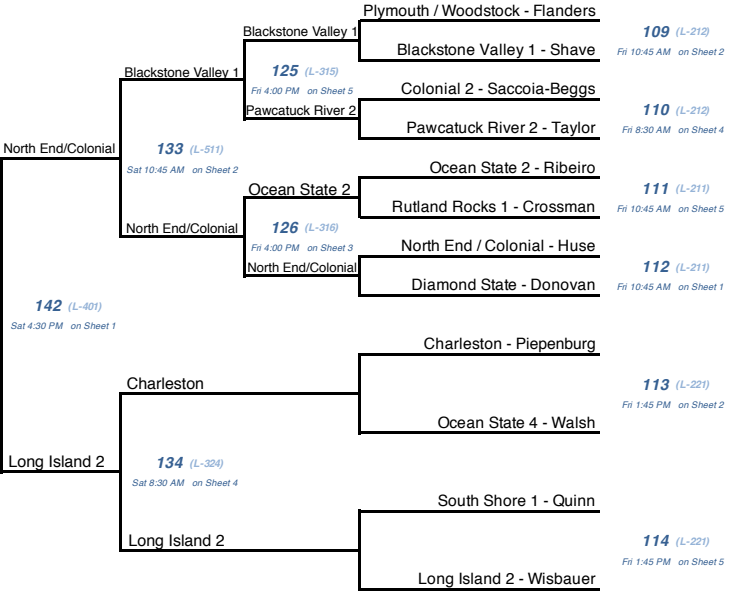 Plymouth / Woodstock - Flanders
109 (L-212)
Blackstone Valley 1
Blackstone Valley 1 - Shave
Fri 10:45 AM on Sheet 2
Blackstone Valley 1
125 (L-315)
Fri 4:00 PM on Sheet 5
Colonial 2 - Saccoia-Beggs
110 (L-212)
Pawcatuck River 2
Pawcatuck River 2 - Taylor
Fri 8:30 AM on Sheet 4
North End/Colonial
133 (L-511)
Sat 10:45 AM on Sheet 2
Ocean State 2 - Ribeiro
111 (L-211)
Ocean State 2
Rutland Rocks 1 - Crossman
Fri 10:45 AM on Sheet 5
North End/Colonial
126 (L-316)
Fri 4:00 PM on Sheet 3
North End / Colonial - Huse
112 (L-211)
North End/Colonial
Diamond State - Donovan
Fri 10:45 AM on Sheet 1
142 (L-401)
Sat 4:30 PM on Sheet 1
Charleston - Piepenburg
113 (L-221)
Charleston
Fri 1:45 PM on Sheet 2
Ocean State 4 - Walsh
Long Island 2
134 (L-324)
Sat 8:30 AM on Sheet 4
South Shore 1 - Quinn
114 (L-221)
Long Island 2
Fri 1:45 PM on Sheet 5
Long Island 2 - Wisbauer